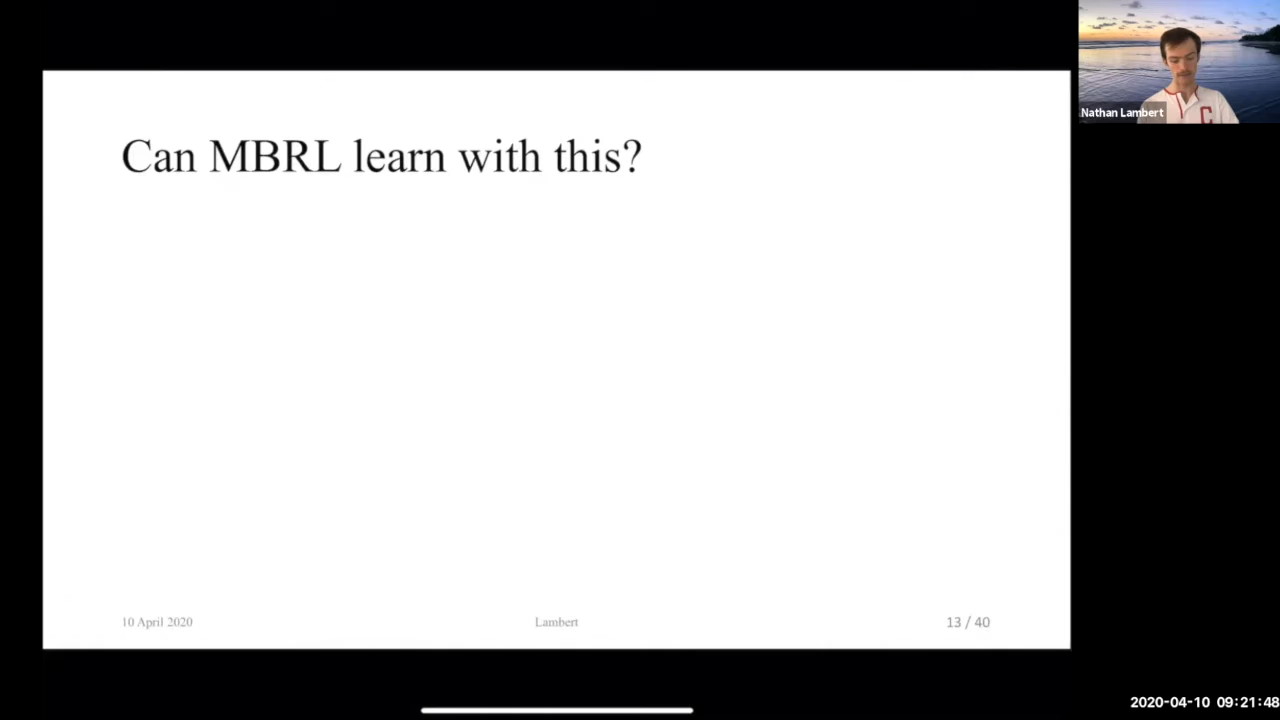 Nathan Lambert
Can MBRL learn with this?
10 April 2020
Lambert
13 / 40
2020-04-10 09:21:48
C